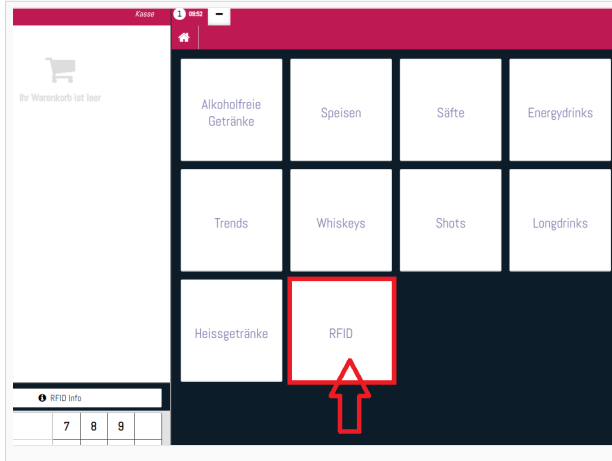 Kasse
1 09:52
Ihr Warenkorb ist leer
Alkoholfreie
Getränke
Speisen
Säfte
Energydrinks
Trends
Whiskeys
Shots
Longdrinks
Heissgetränke
RFID
RFID Info
7 8 9